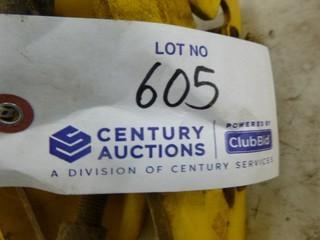 LOT NO
605
CENTURY
AUCTIONS
POWERED BY
ClubBid
A DIVISION OF CENTURY SERVICES